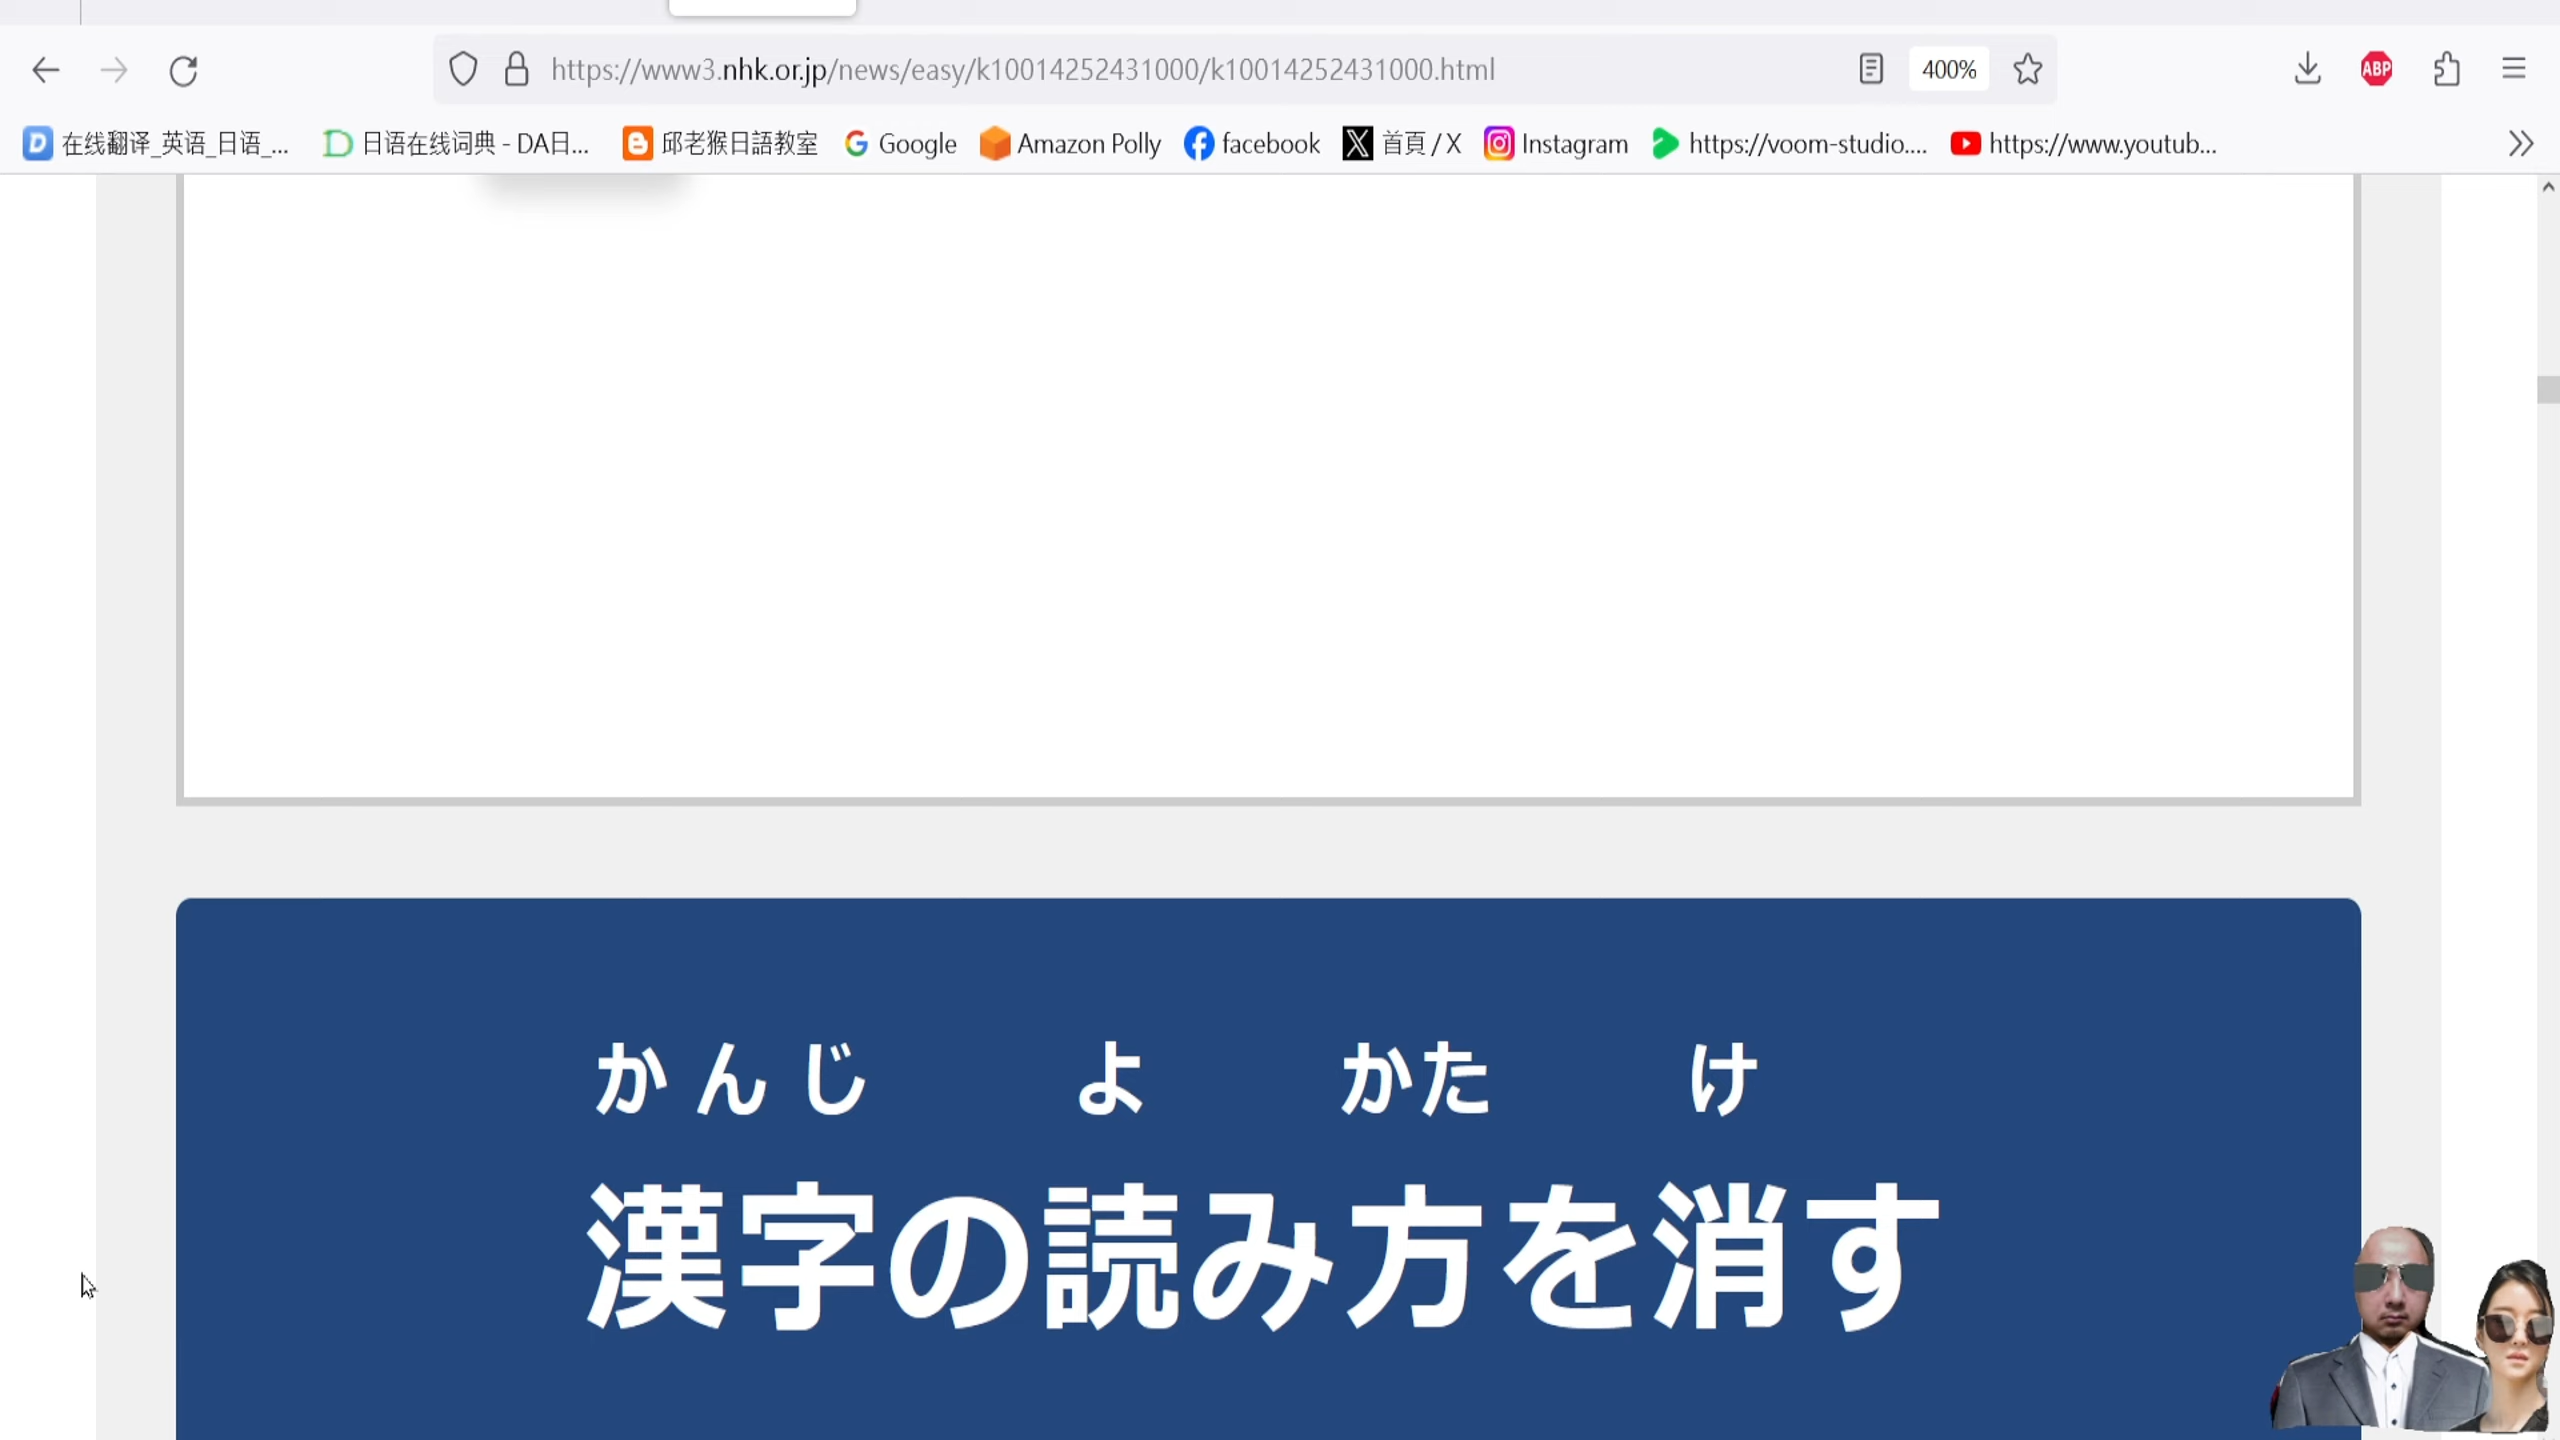 https://www3.nhk.or.jp/news/easy/k10014252431000/k10014252431000.html
400%
ABP
在线翻译_英语_日语_...
日语在线词典 - DA日...
邱老猴日語教室
Google
Amazon Polly
facebook
首頁 / X
Instagram
https://voom-studio....
https://www.youtub...
かんじ よ かた け
漢字の読み方を消す